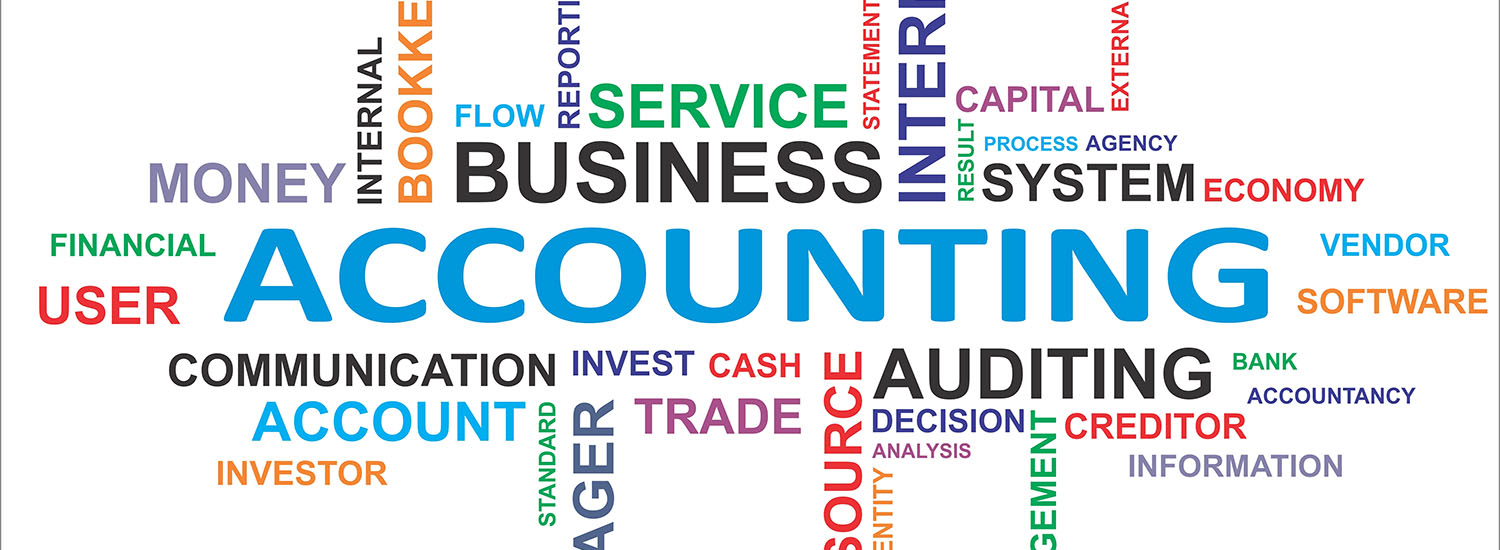 INTERNAL
BOOKKE
REPORTI
STATEMENT
INTERN
EXTERNA
FLOW
SERVICE
CAPITAL
MONEY
BUSINESS
RESULT
PROCESS
AGENCY
SYSTEM
ECONOMY
FINANCIAL
ACCOUNTING
VENDOR
USER
SOFTWARE
COMMUNICATION
INVEST
CASH
SOURCE
AUDITING
BANK
ACCOUNTANCY
ACCOUNT
STANDARD
AGER
TRADE
DECISION
GEMENT
CREDITOR
ANALYSIS
INVESTOR
ENTITY
INFORMATION